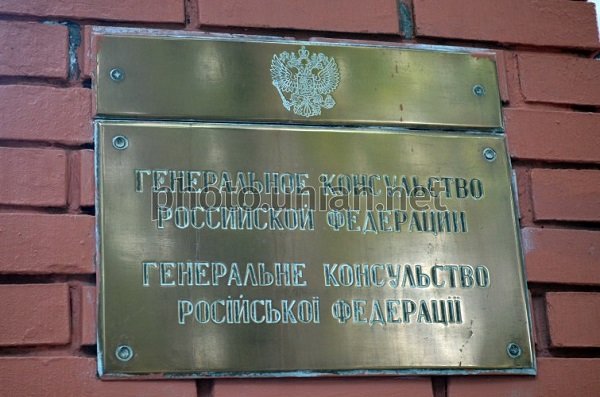 ГЕНЕРАЛЬНОЕ КОНСУЛЬСТВО
РОССИЙСКОЙ ФЕДЕРАЦИИ
photo.unian.net
ГЕНЕРАЛЬНЕ КОНСУЛЬСТВО
РОСІЙСЬКОЇ ФЕДЕРАЦІЇ